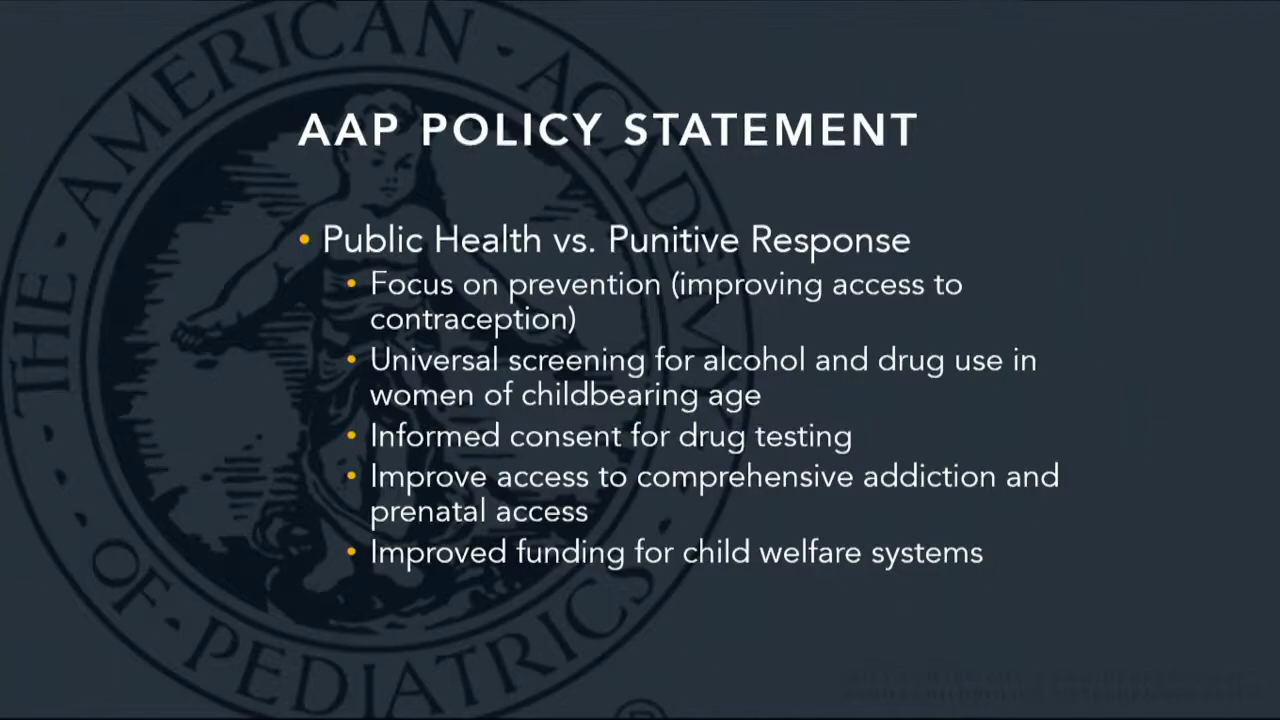 THE AMERICAN ACADEMY OF PEDIATRICS
AAP POLICY STATEMENT
• Public Health vs. Punitive Response
• Focus on prevention (improving access to
contraception)
• Universal screening for alcohol and drug use in
women of childbearing age
• Informed consent for drug testing
• Improve access to comprehensive addiction and
prenatal access
• Improved funding for child welfare systems
®